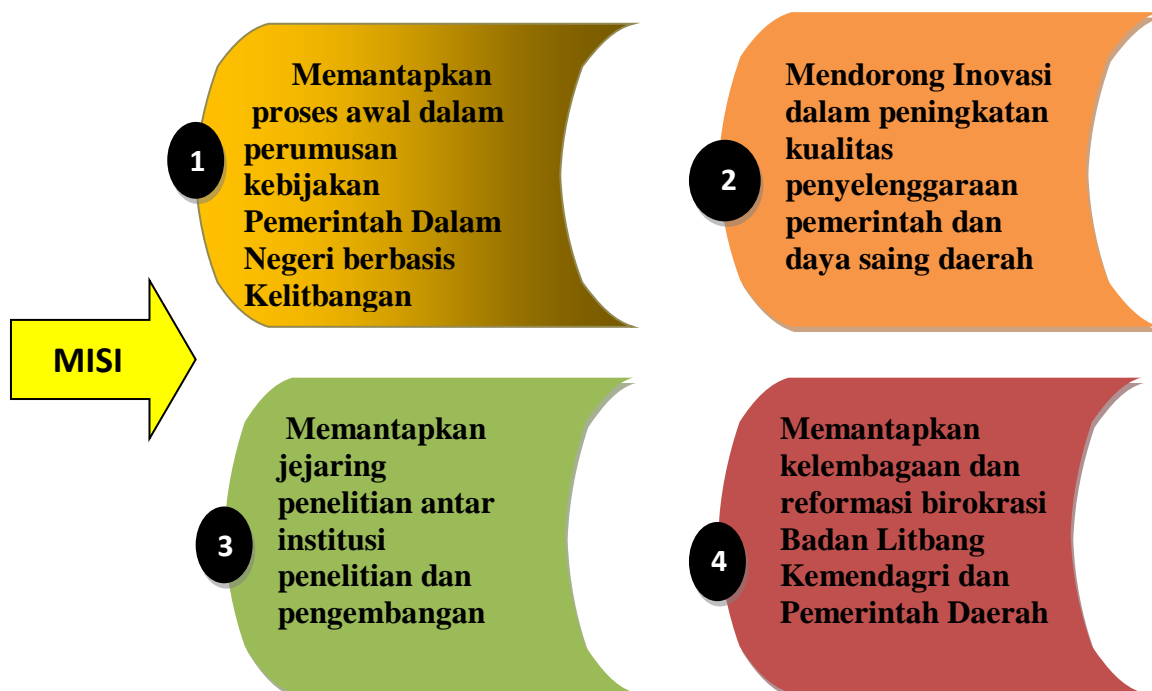 MISI
1
Memantapkan
proses awal dalam
perumusan
kebijakan
Pemerintah Dalam
Negeri berbasis
Kelitbangan
2
Mendorong Inovasi
dalam peningkatan
kualitas
penyelenggaraan
pemerintah dan
daya saing daerah
3
Memantapkan
jejaring
penelitian antar
institusi
penelitian dan
pengembangan
4
Memantapkan
kelembagaan dan
reformasi birokrasi
Badan Litbang
Kemendagri dan
Pemerintah Daerah